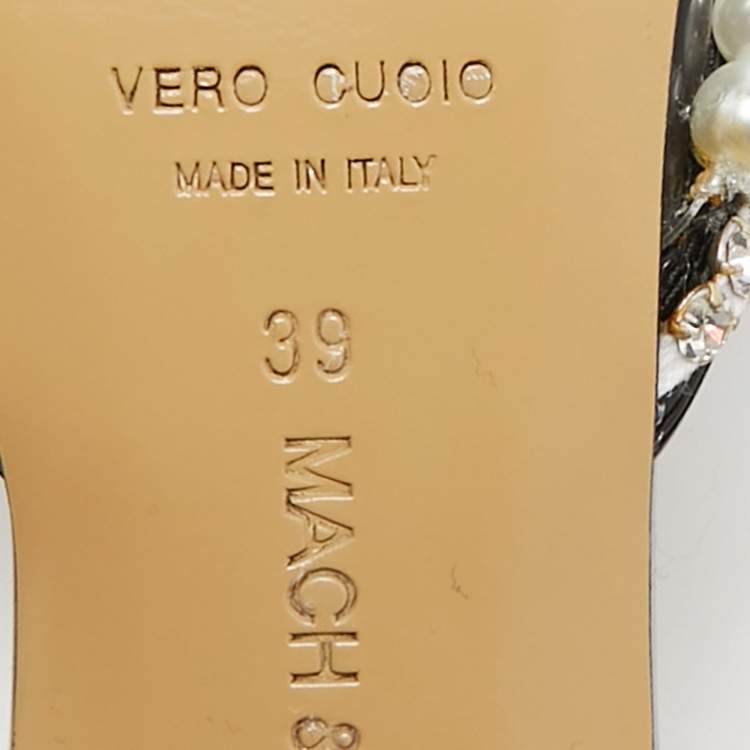 VERO CUOIO
MADE IN ITALY
39
MACH &